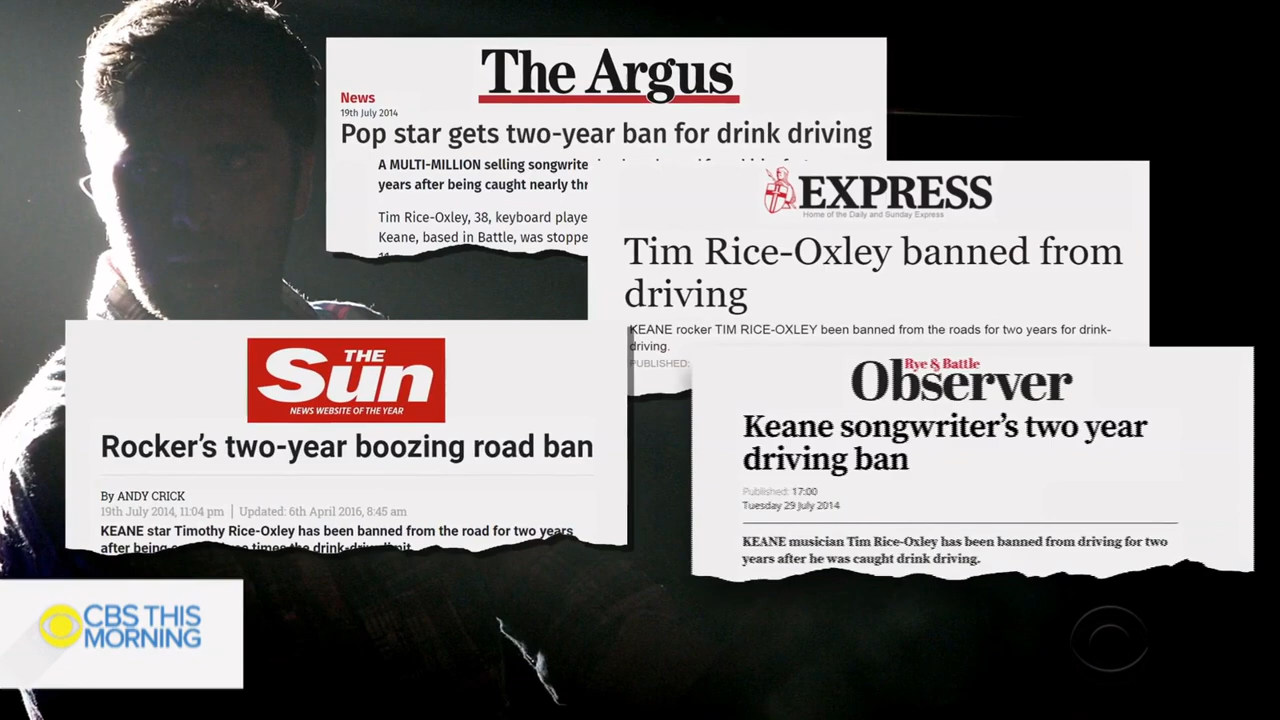 The Argus
News
19th July 2014
Pop star gets two-year ban for drink driving
A MULTI-MILLION selling songwrite
years after being caught nearly thr
Tim Rice-Oxley, 38, keyboard playe
Keane, based in Battle, was stoppe
EXPRESS
Home of the Daily and Sunday Express
Tim Rice-Oxley banned from
driving
KEANE rocker TIM RICE-OXLEY been banned from the roads for two years for drink-
driving.
PUBLISHED:
THE
Sun
NEWS WEBSITE OF THE YEAR
Rocker's two-year boozing road ban
By ANDY CRICK
19th July 2014, 11:04 pm | Updated: 6th April 2016, 8:45 am
KEANE star Timothy Rice-Oxley has been banned from the road for two years
after being times the drink-drive limit
Rye & Battle
Observer
Keane songwriter's two year
driving ban
Published: 17:00
Tuesday 29 July 2014
KEANE musician Tim Rice-Oxley has been banned from driving for two
years after he was caught drink driving.
CBS THIS
MORNING